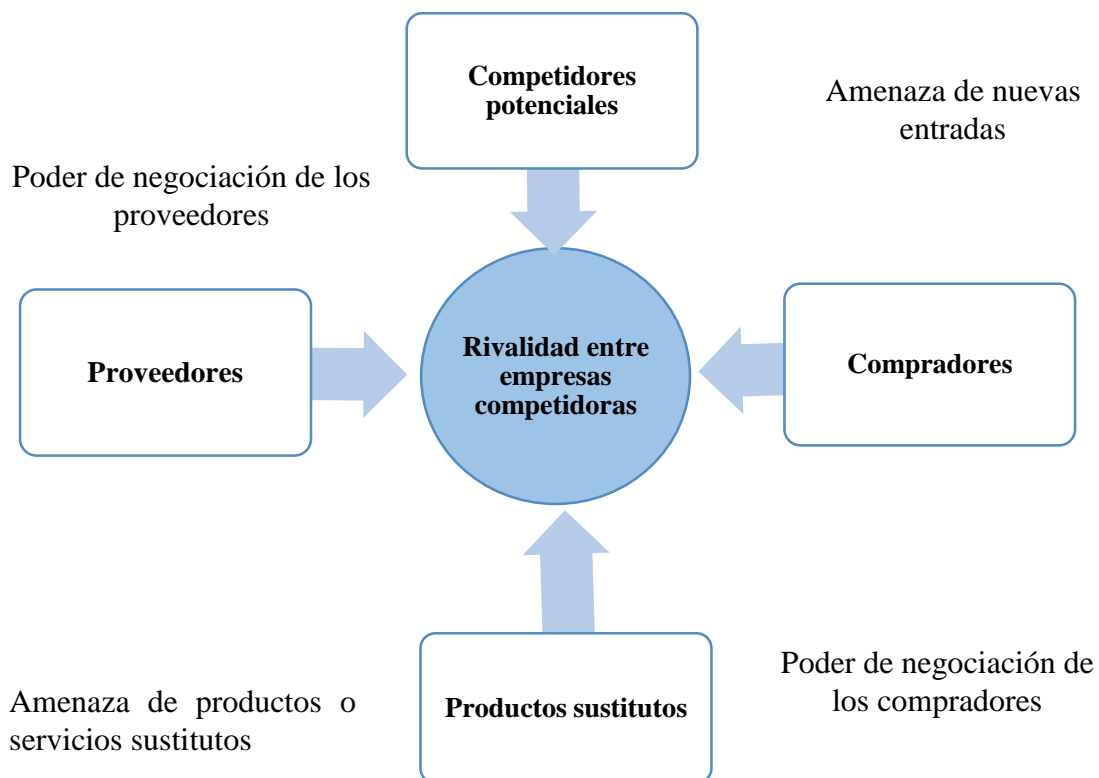 Competidores
potenciales
Amenaza de nuevas
entradas
Poder de negociación de los
proveedores
Proveedores
Rivalidad entre
empresas
competidoras
Compradores
Productos sustitutos
Poder de negociación de
los compradores
Amenaza de productos o
servicios sustitutos